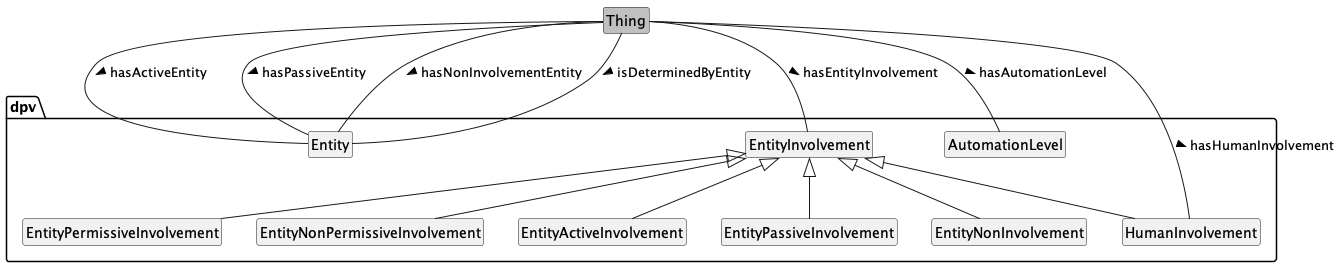 Thing
hasActiveEntity
hasPassiveEntity
hasNonInvolvementEntity
isDeterminedByEntity
hasEntityInvolvement
hasAutomationLevel
dpv
Entity
EntityInvolvement
AutomationLevel
hasHumanInvolvement
EntityPermissiveInvolvement
EntityNonPermissiveInvolvement
EntityActiveInvolvement
EntityPassiveInvolvement
EntityNonInvolvement
HumanInvolvement